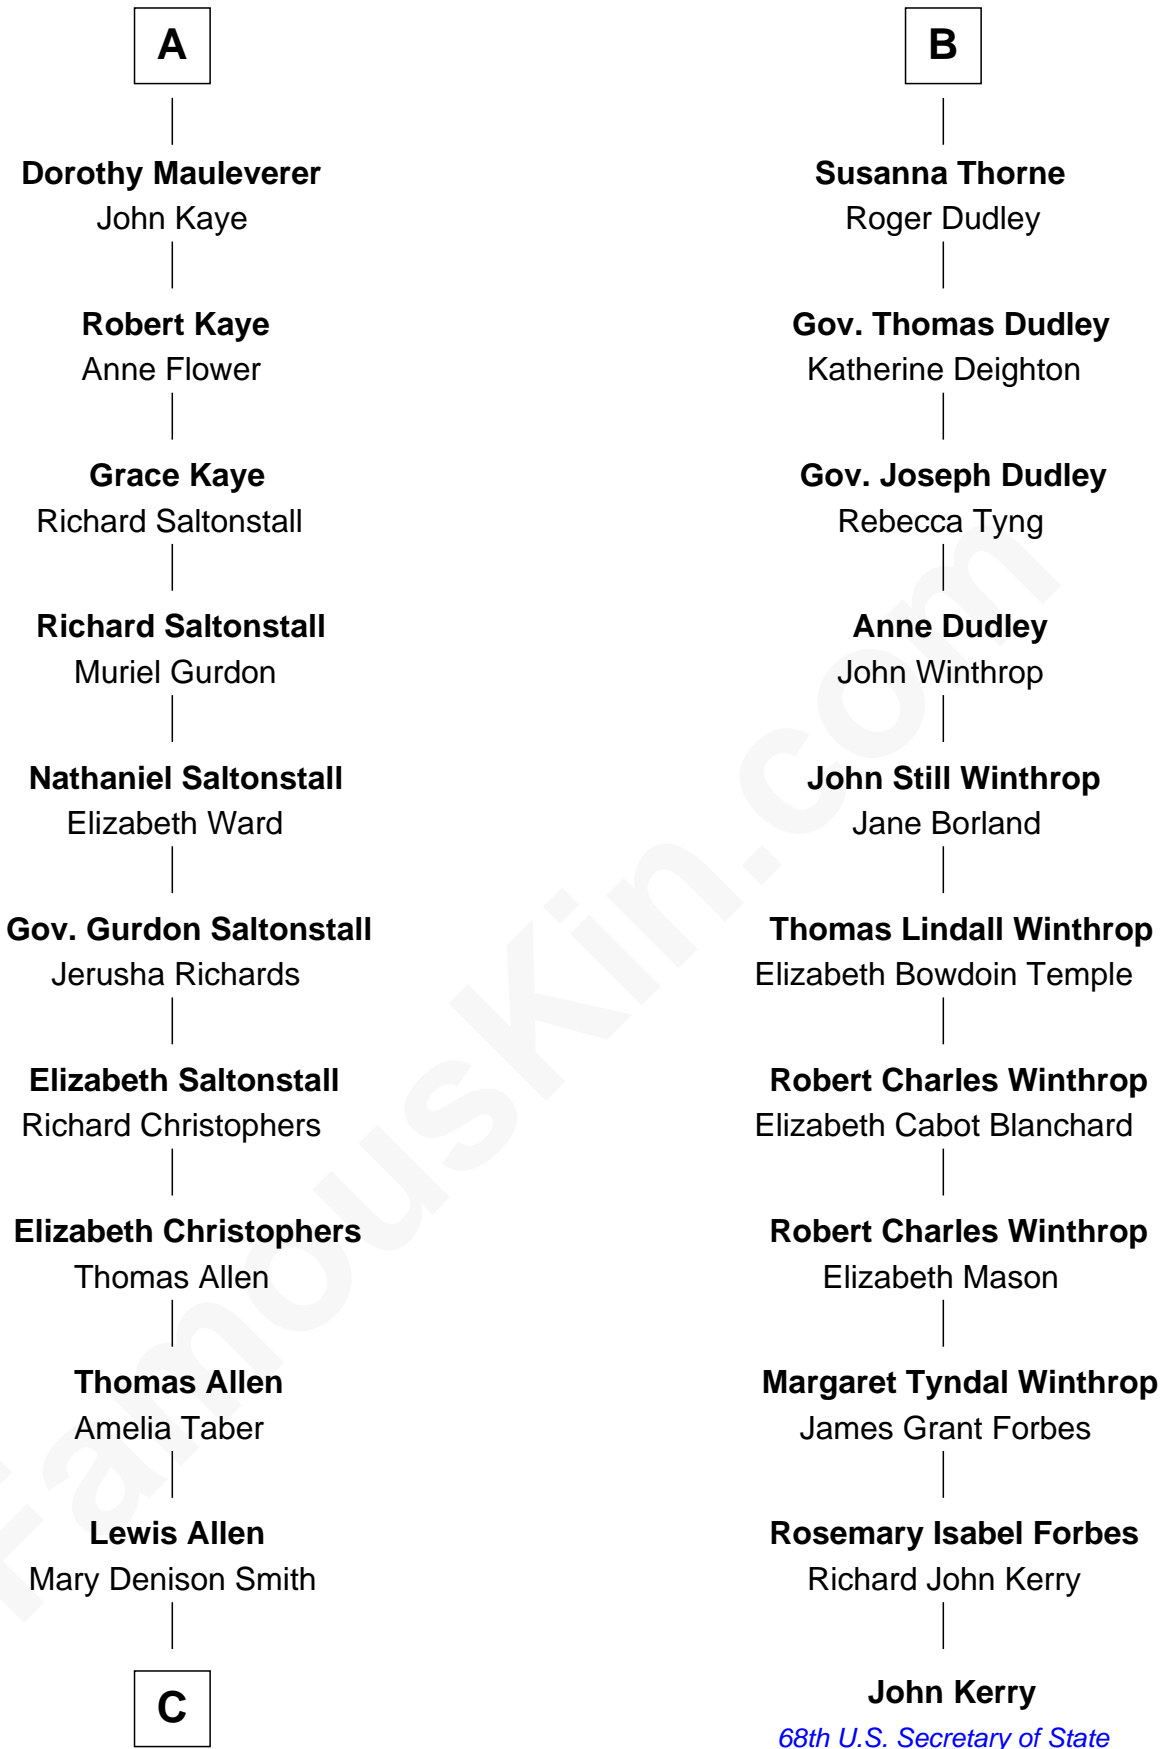 A
Dorothy Mauleverer
John Kaye
Robert Kaye
Anne Flower
Grace Kaye
Richard Saltonstall
Richard Saltonstall
Muriel Gurdon
Nathaniel Saltonstall
Elizabeth Ward
Gov. Gurdon Saltonstall
Jerusha Richards
Elizabeth Saltonstall
Richard Christophers
Elizabeth Christophers
Thomas Allen
Thomas Allen
Amelia Taber
Lewis Allen
Mary Denison Smith
C
B
Susanna Thorne
Roger Dudley
Gov. Thomas Dudley
Katherine Deighton
Gov. Joseph Dudley
Rebecca Tyng
Anne Dudley
John Winthrop
John Still Winthrop
Jane Borland
Thomas Lindall Winthrop
Elizabeth Bowdoin Temple
Robert Charles Winthrop
Elizabeth Cabot Blanchard
Robert Charles Winthrop
Elizabeth Mason
Margaret Tyndal Winthrop
James Grant Forbes
Rosemary Isabel Forbes
Richard John Kerry
John Kerry
68th U.S. Secretary of State
FamousKin.com